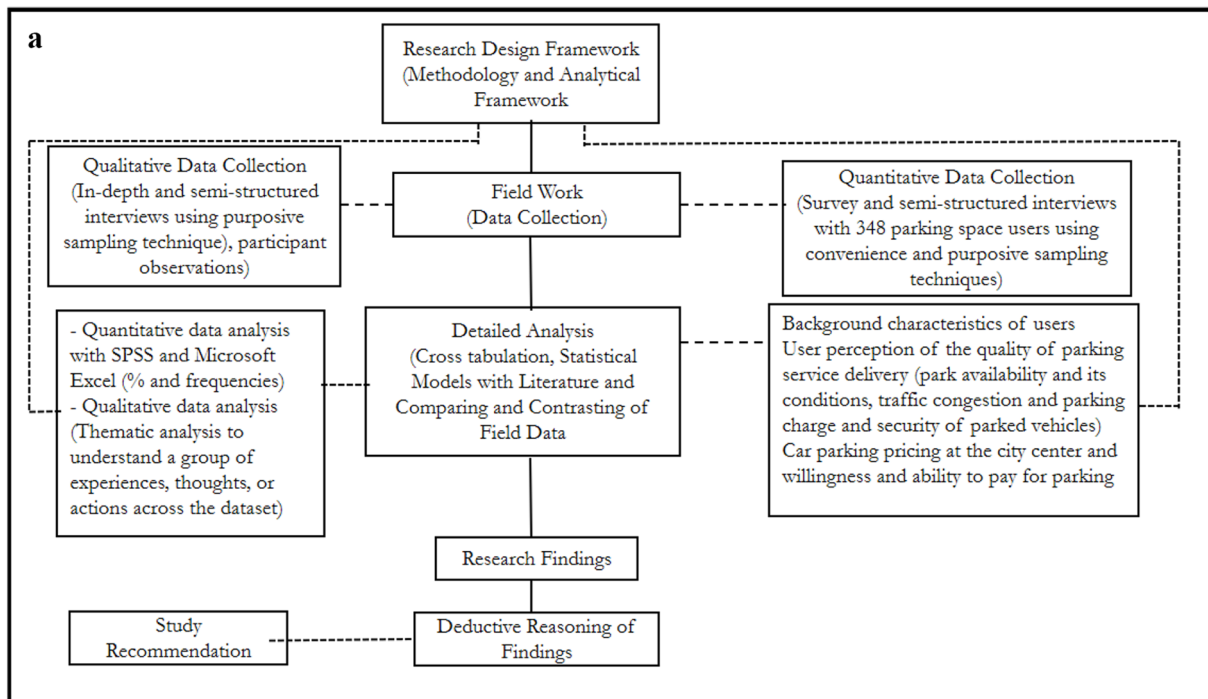 a
Research Design Framework
(Methodology and Analytical
Framework
Qualitative Data Collection
(In-depth and semi-structured
interviews using purposive
sampling technique), participant
observations)
Field Work
(Data Collection)
Quantitative Data Collection
(Survey and semi-structured interviews
with 348 parking space users using
convenience and purposive sampling
techniques)
- Quantitative data analysis
with SPSS and Microsoft
Excel (% and frequencies)
- Qualitative data analysis
(Thematic analysis to
understand a group of
experiences, thoughts, or
actions across the dataset)
Detailed Analysis
(Cross tabulation, Statistical
Models with Literature and
Comparing and Contrasting of
Field Data
Background characteristics of users
User perception of the quality of parking
service delivery (park availability and its
conditions, traffic congestion and parking
charge and security of parked vehicles)
Car parking pricing at the city center and
willingness and ability to pay for parking
Research Findings
Study
Recommendation
Deductive Reasoning of
Findings